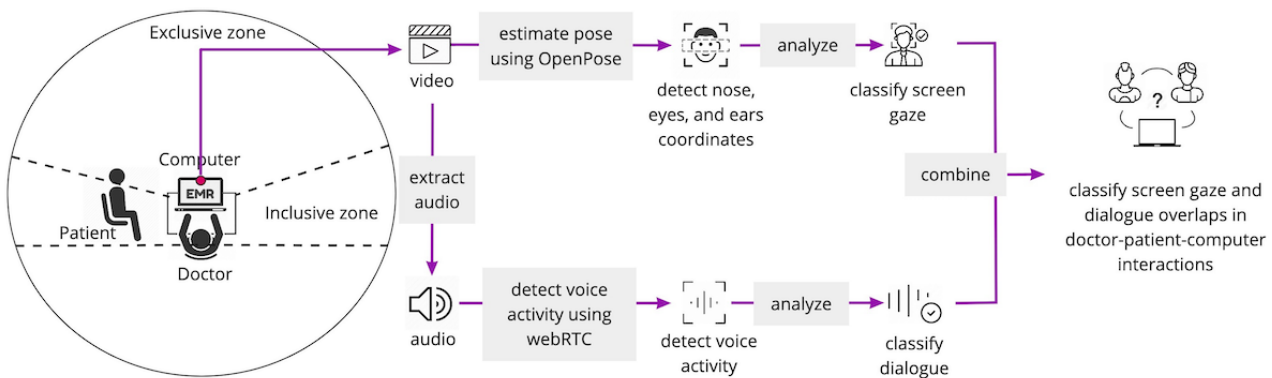 Exclusive zone
Computer
EMR
Inclusive zone
Patient
Doctor
video
extract
audio
audio
estimate pose
using OpenPose
detect nose,
eyes, and ears
coordinates
analyze
classify screen
gaze
detect voice
activity using
webRTC
detect voice
activity
analyze
classify
dialogue
combine
?
classify screen gaze and
dialogue overlaps in
doctor-patient-computer
interactions